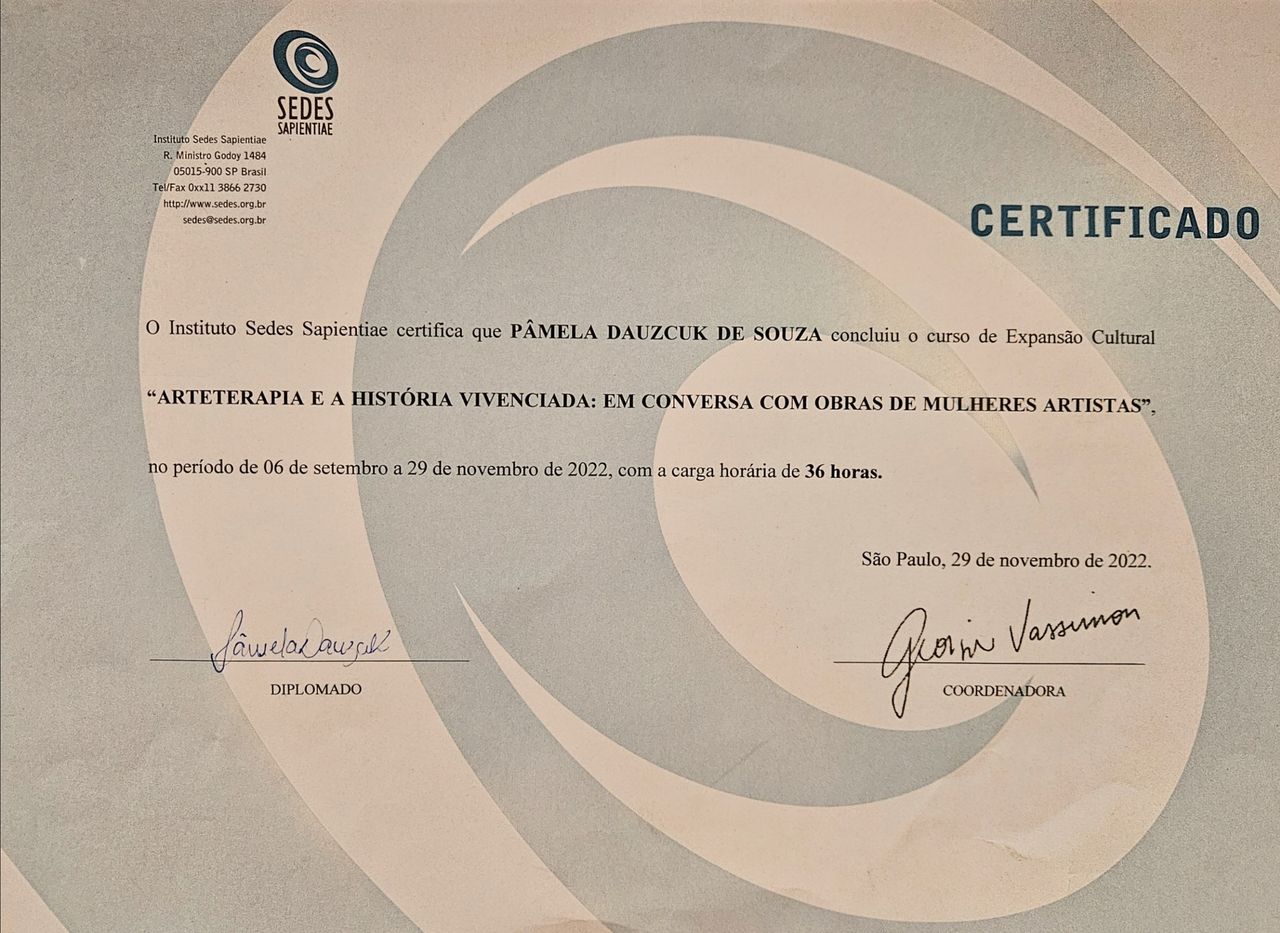 SEDES
SAPIENTIAE
Instituto Sedes Sapientiae
R. Ministro Godoy 1484
05015-900 SP Brasil
Tel/Fax 0xx11 3866 2730
http://www.sedes.org.br
sedes@sedes.org.br
CERTIFICADO
O Instituto Sedes Sapientiae certifica que PÂMELA DAUZCUK DE SOUZA concluiu o curso de Expansão Cultural
“ARTETERAPIA E A HISTÓRIA VIVENCIADA: EM CONVERSA COM OBRAS DE MULHERES ARTISTAS”,
no período de 06 de setembro a 29 de novembro de 2022, com a carga horária de 36 horas.
São Paulo, 29 de novembro de 2022.
Vassimon
DIPLOMADO
COORDENADORA